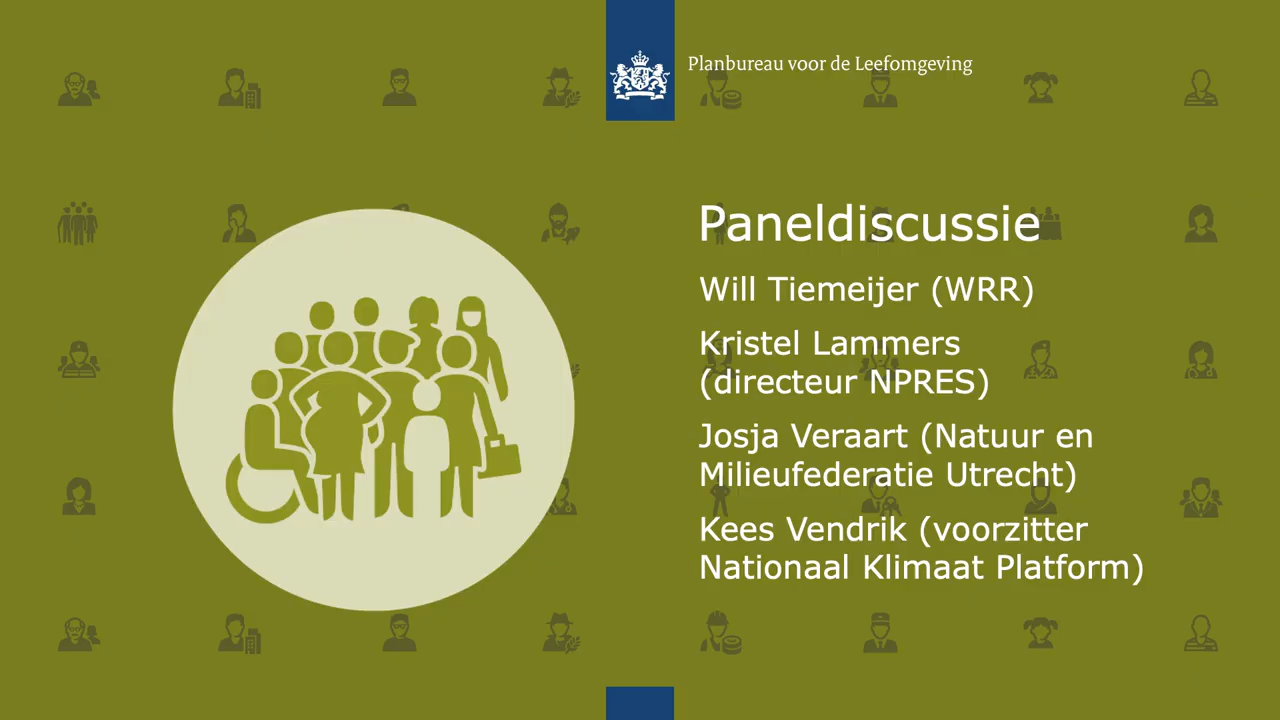 Planbureau voor de Leefomgeving
Paneldiscussie
Will Tiemeijer (WRR)
Kristel Lammers
(directeur NPRES)
Josja Veraart (Natuur en
Milieufederatie Utrecht)
Kees Vendrik (voorzitter
Nationaal Klimaat Platform)